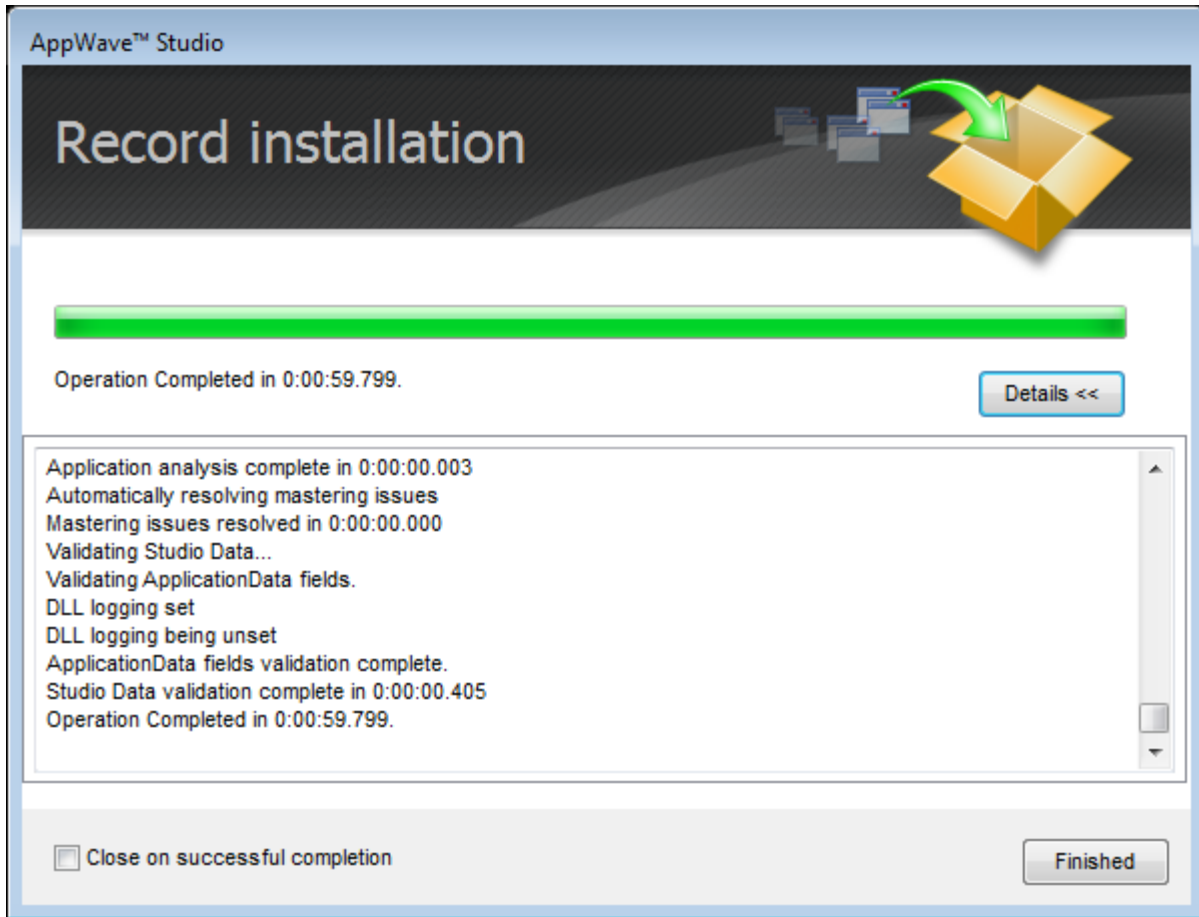 AppWave™ Studio
Record installation
Operation Completed in 0:00:59.799.
Details <<
Application analysis complete in 0:00:00.003
Automatically resolving mastering issues
Mastering issues resolved in 0:00:00.000
Validating Studio Data...
Validating ApplicationData fields.
DLL logging set
DLL logging being unset
ApplicationData fields validation complete.
Studio Data validation complete in 0:00:00.405
Operation Completed in 0:00:59.799.
Close on successful completion
Finished